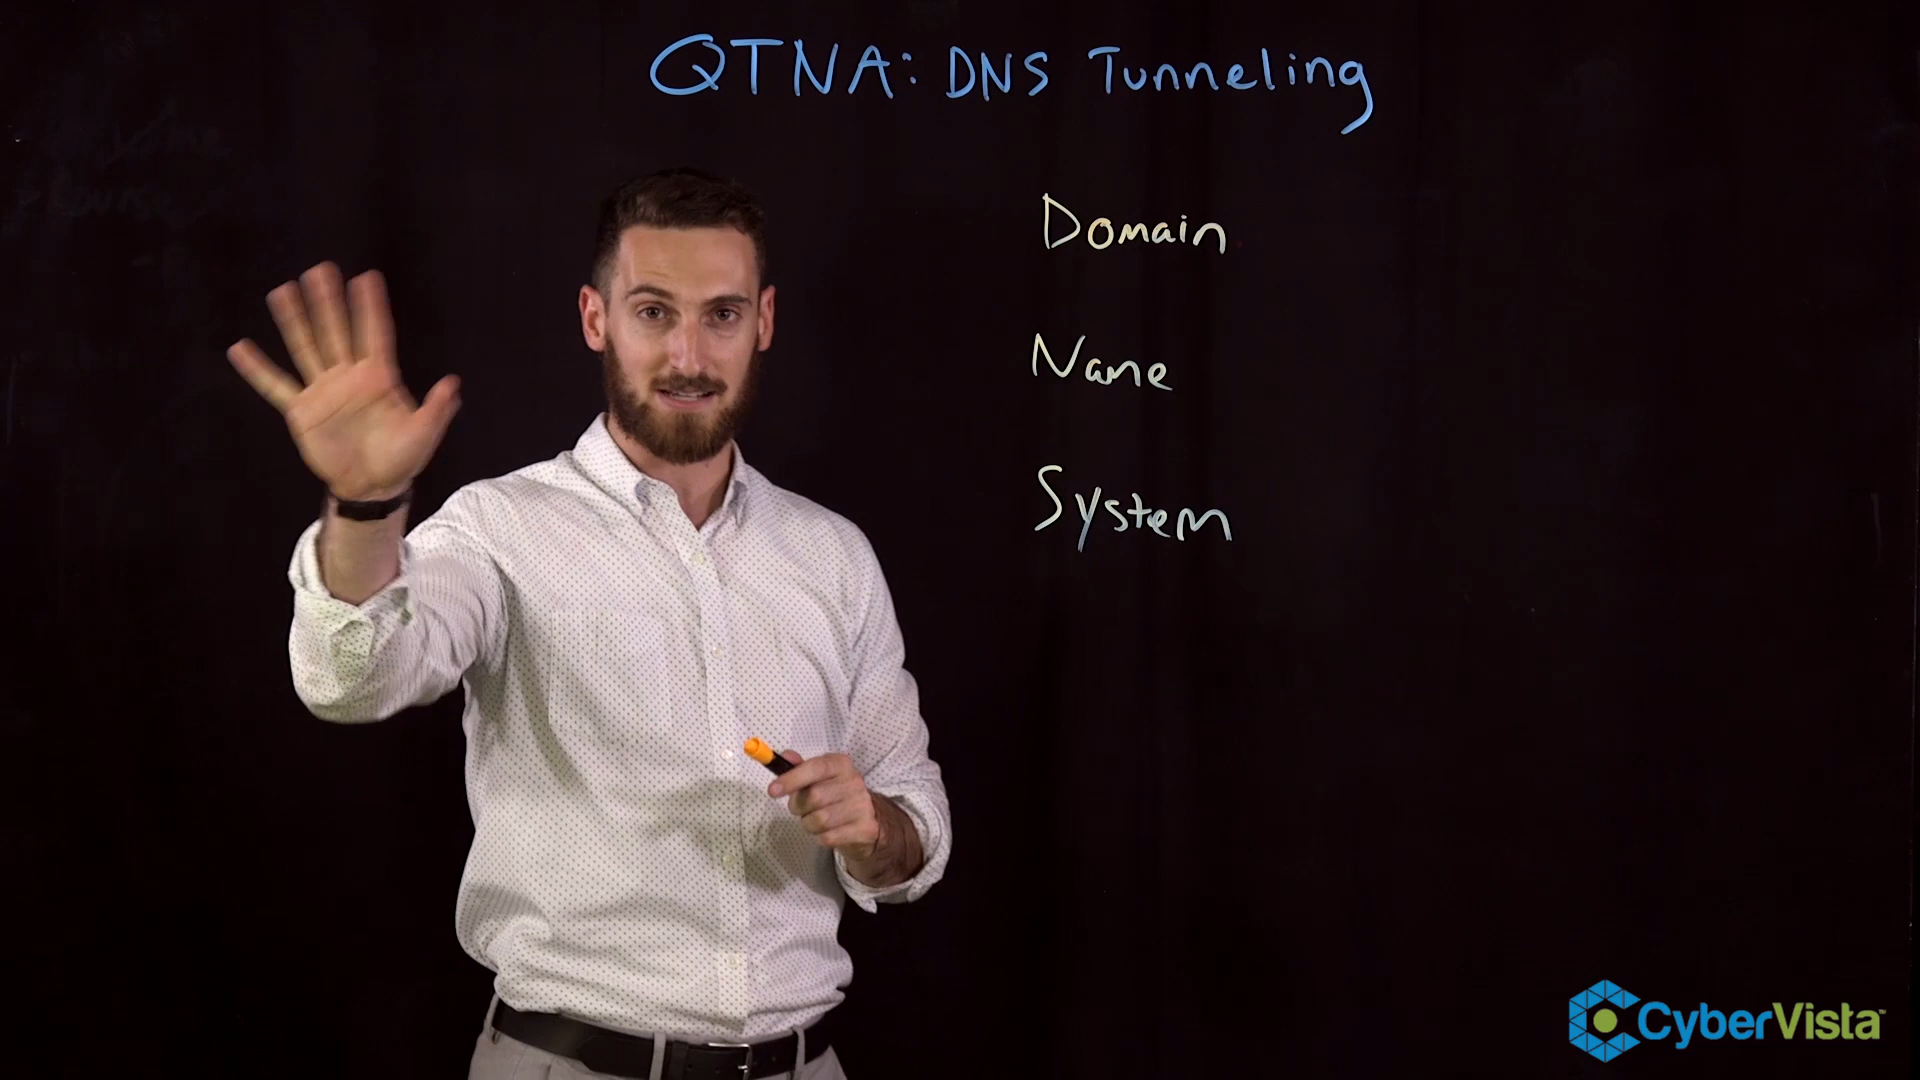 QTNA: DNS Tunneling
Domain
Name
System
CyberVista